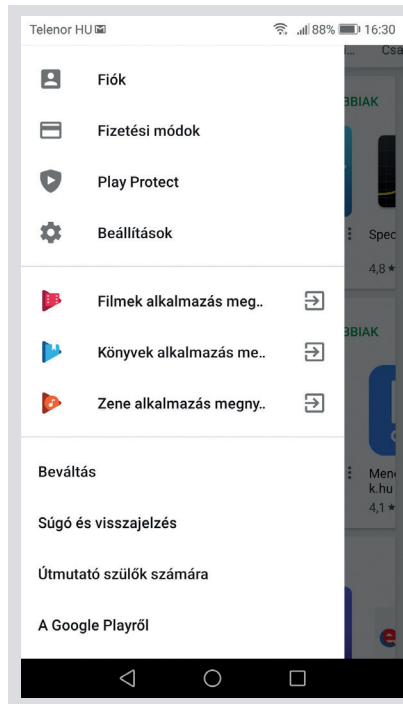 Telenor HU 88% 16:30
Csa
Fiók
BBIAK
Fizetési módok
Play Protect
Beállítások
Spec
4,8★
Filmek alkalmazás meg..
BBIAK
Könyvek alkalmazás me..
Zene alkalmazás megny..
Beváltás
Men
k.hu
4,1★
Súgó és visszajelzés
Útmutató szülők számára
A Google Playről